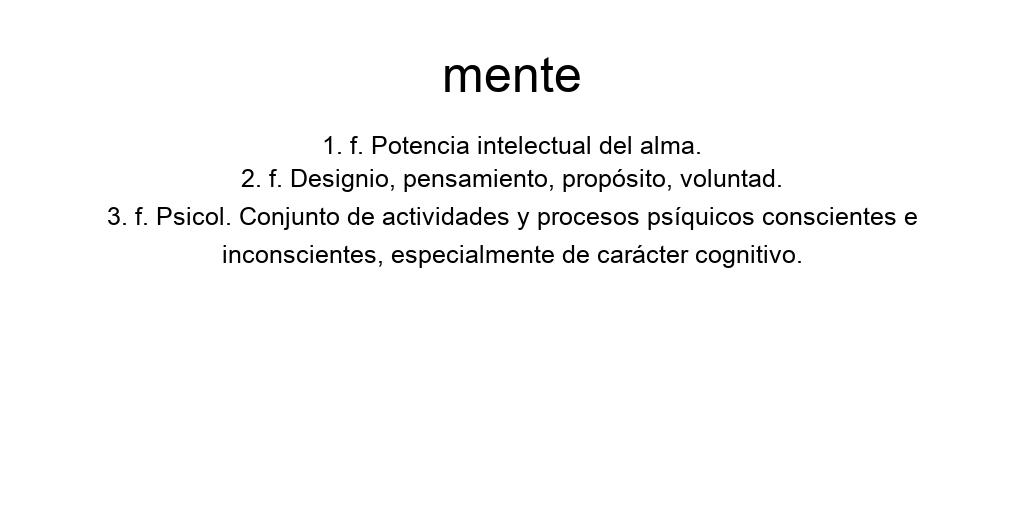 mente
1. f. Potencia intelectual del alma.
2. f. Designio, pensamiento, propósito, voluntad.
3. f. Psicol. Conjunto de actividades y procesos psíquicos conscientes e
inconscientes, especialmente de carácter cognitivo.